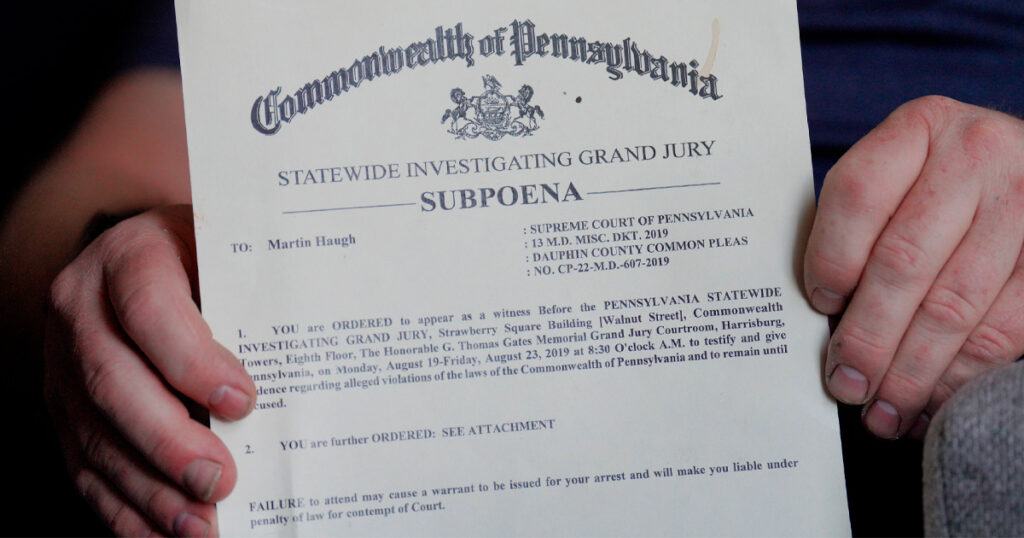 Commonwealth of Pennsylvania
STATEWIDE INVESTIGATING GRAND JURY
SUBPOENA
TO: Martin Haugh
: SUPREME COURT OF PENNSYLVANIA
: 13 M.D. MISC. DKT. 2019
: DAUPHIN COUNTY COMMON PLEAS
: NO. CP-22-M.D.-607-2019
1. YOU are ORDERED to appear as a witness Before the PENNSYLVANIA STATEWIDE
INVESTIGATING GRAND JURY, Strawberry Square Building [Walnut Street], Commonwealth
Towers, Eighth Floor, The Honorable G. Thomas Gates Memorial Grand Jury Courtroom, Harrisburg,
ennsylvania, on Monday, August 19-Friday, August 23, 2019 at 8:30 O'clock A.M. to testify and give
dence regarding alleged violations of the laws of the Commonwealth of Pennsylvania and to remain until
cused.
2. YOU are further ORDERED: SEE ATTACHMENT
FAILURE to attend may cause a warrant to be issued for your arrest and will make you liable under
penalty of law for contempt of Court.